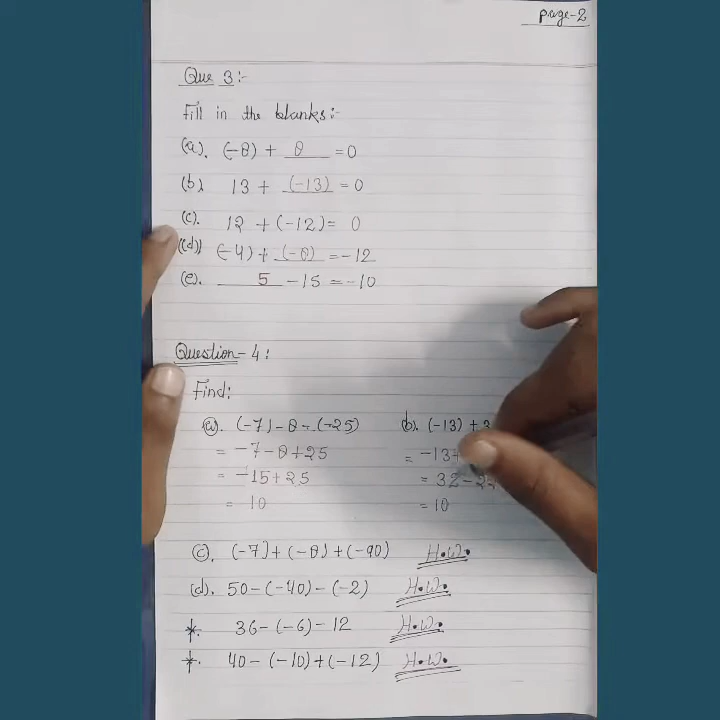 page-2
Que 3:-
Fill in the blanks:-
(a). (-8) + 8 = 0
(b). 13 + (-13) = 0
(c). 12 + (-12) = 0
(d) (-4) + (-8) = -12
(e). 5 - 15 = -10
Question-4:
Find:
(a). (-7) - 8 - (-25) (b). (-13) + 3
= -7 - 8 + 25 = -13 +
= -15 + 25 = 32 - 22
= 10 = 10
(c). (-7) + (-8) + (-90) H.W.
(d). 50 - (-40) - (-2) H.W.
*. 36 - (-6) - 12 H.W.
*. 40 - (-10) + (-12) H.W.